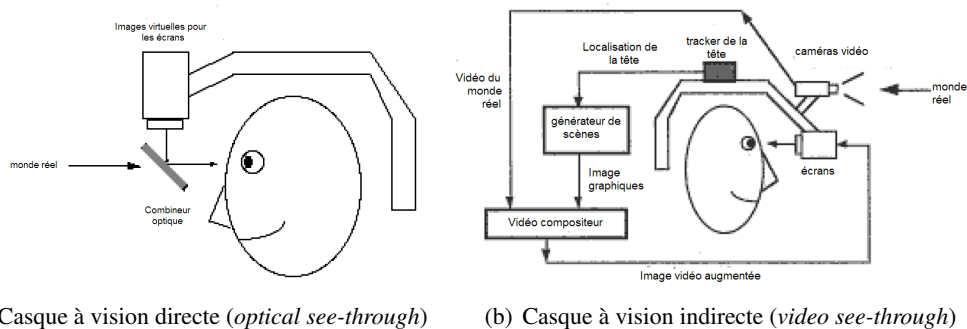 Images virtuelles pour
les écrans
monde réel
Combineur
optique
Localisation de
la tête
tracker de la
tête
caméras vidéo
Vidéo du
monde
réel
monde
réel
générateur de
scènes
écrans
Image
graphiques
Vidéo compositeur
Image vidéo augmentée
Casque à vision directe (optical see-through)
(b) Casque à vision indirecte (video see-through)